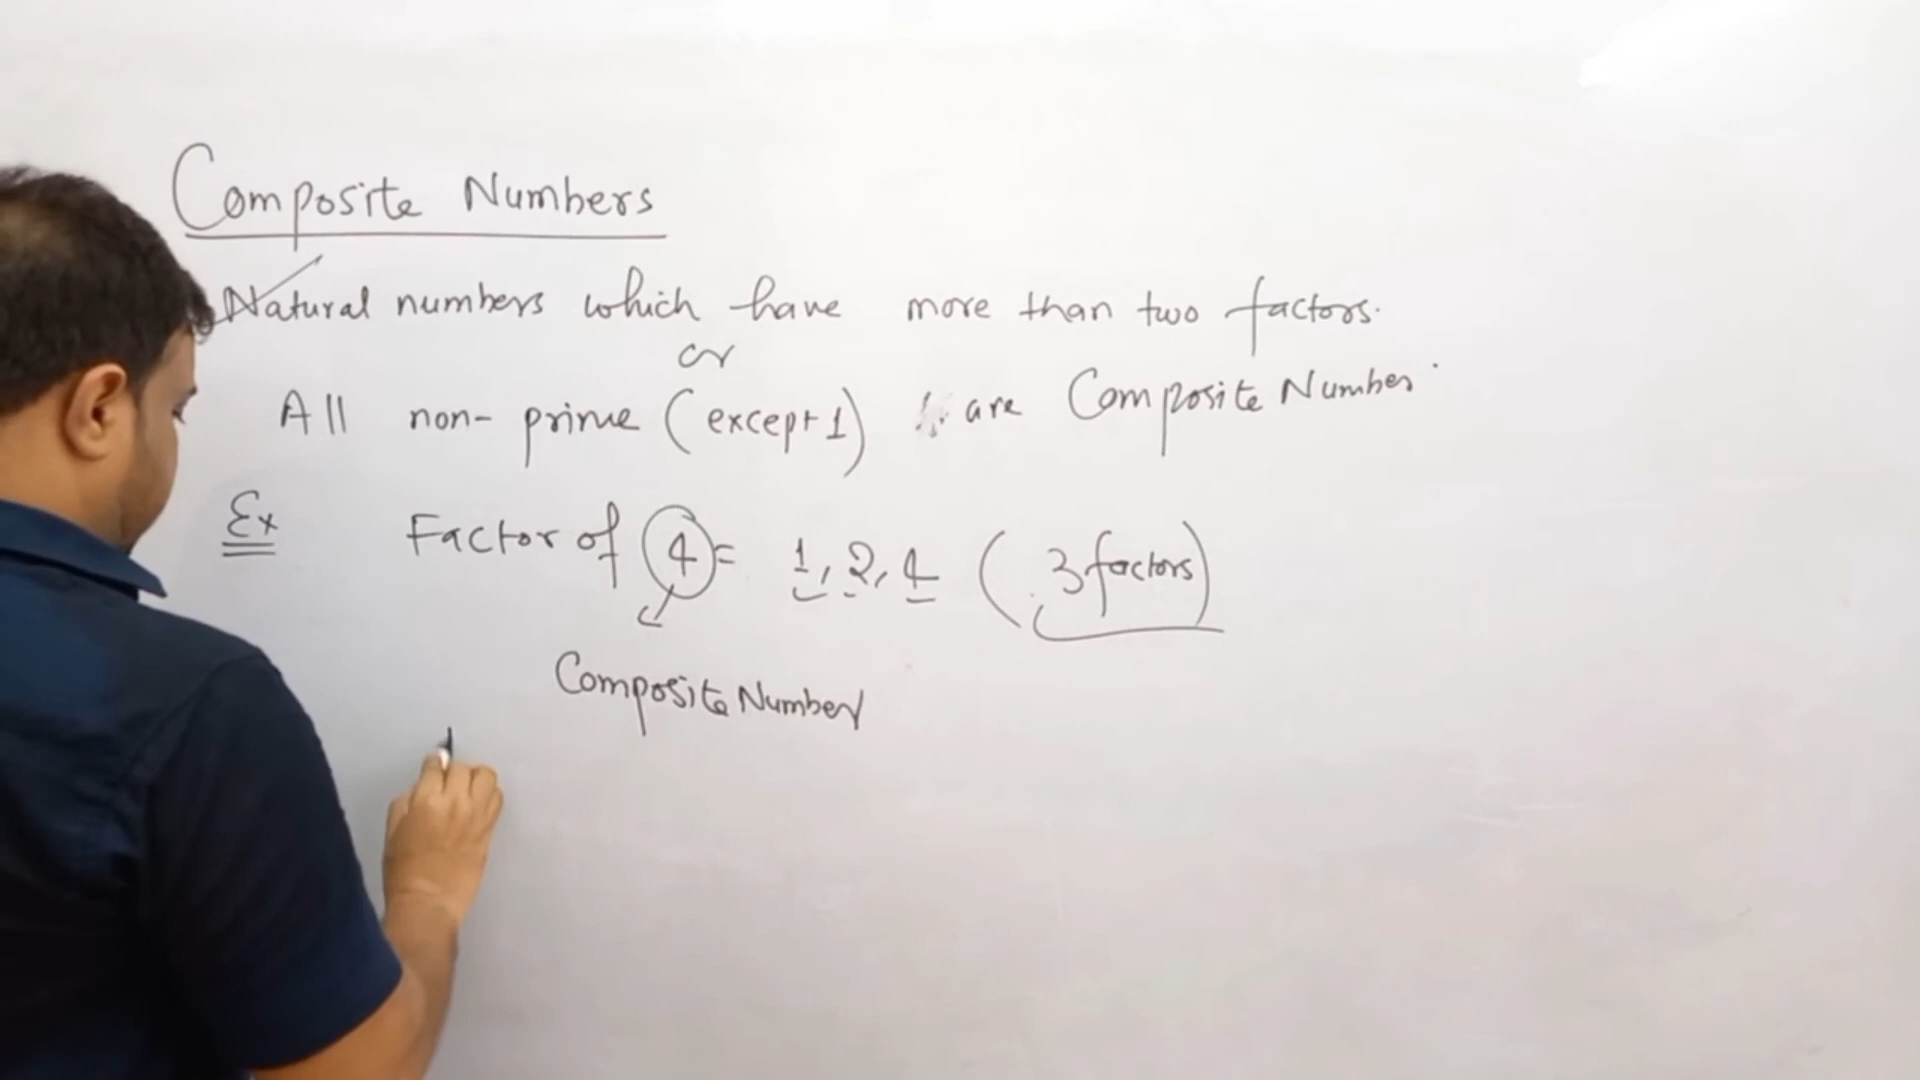 Composite Numbers
Natural numbers which have more than two factors.
or
All non-prime (except 1) are Composite Number.
Ex Factor of 4 = 1, 2, 4 (3 factors)
Composite Number